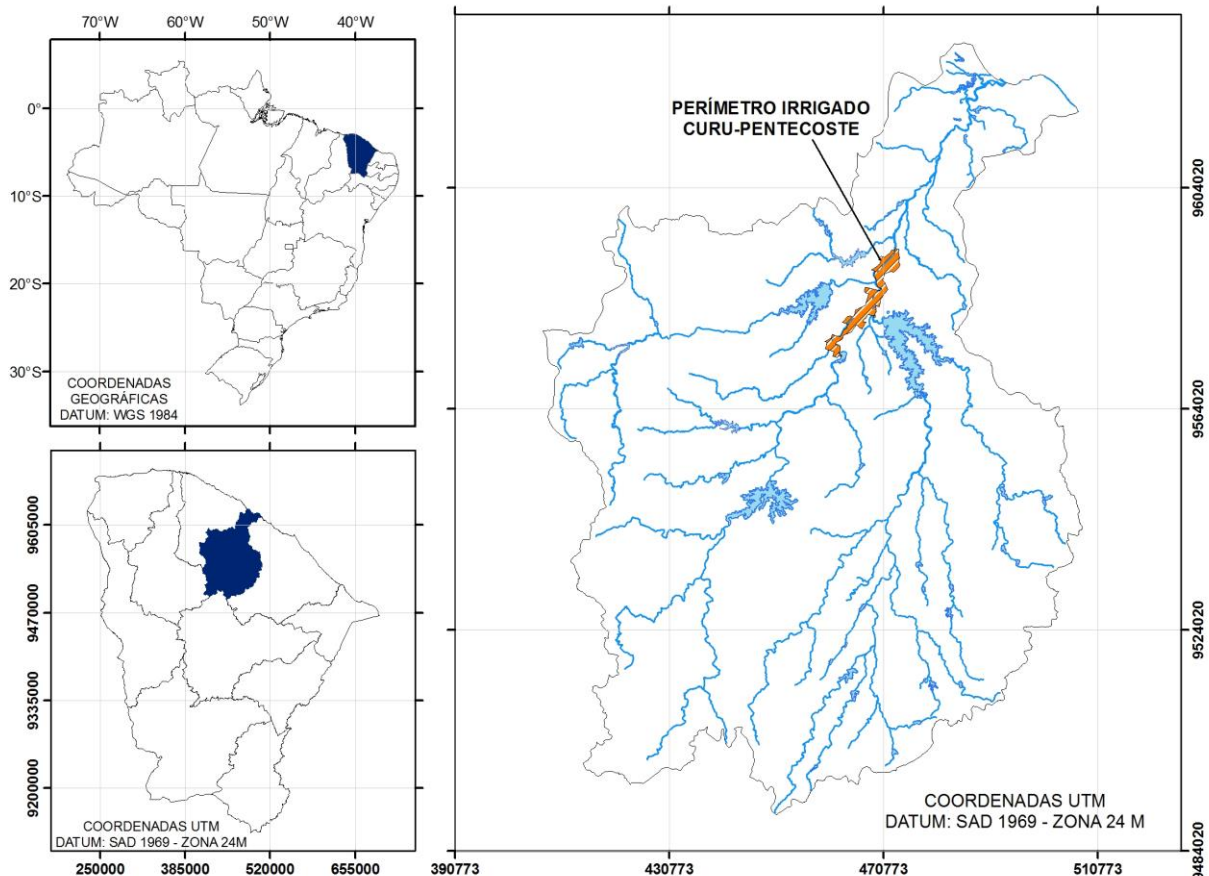 70°W 60°W 50°W 40°W
0°
10°S
20°S
30°S
COORDENADAS
GEOGRÁFICAS
DATUM: WGS 1984
9605000
9470000
9335000
9200000
COORDENADAS UTM
DATUM: SAD 1969 - ZONA 24M
250000 385000 520000 655000
PERÍMETRO IRRIGADO
CURU-PENTECOSTE
9604020
9564020
9524020
9484020
COORDENADAS UTM
DATUM: SAD 1969 - ZONA 24 M
390773 430773 470773 510773